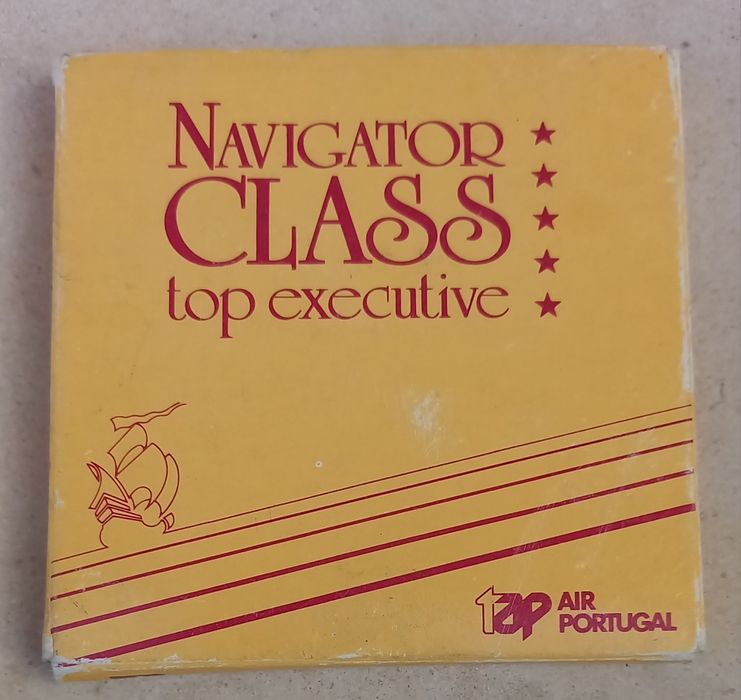 NAVIGATOR
CLASS
top executive
tap AIR
PORTUGAL